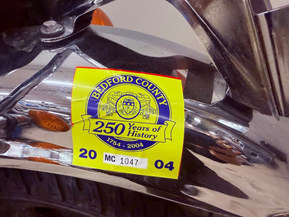 BEDFORD COUNTY
250 Years of
History
1754 - 2004
20 MC 1047 04